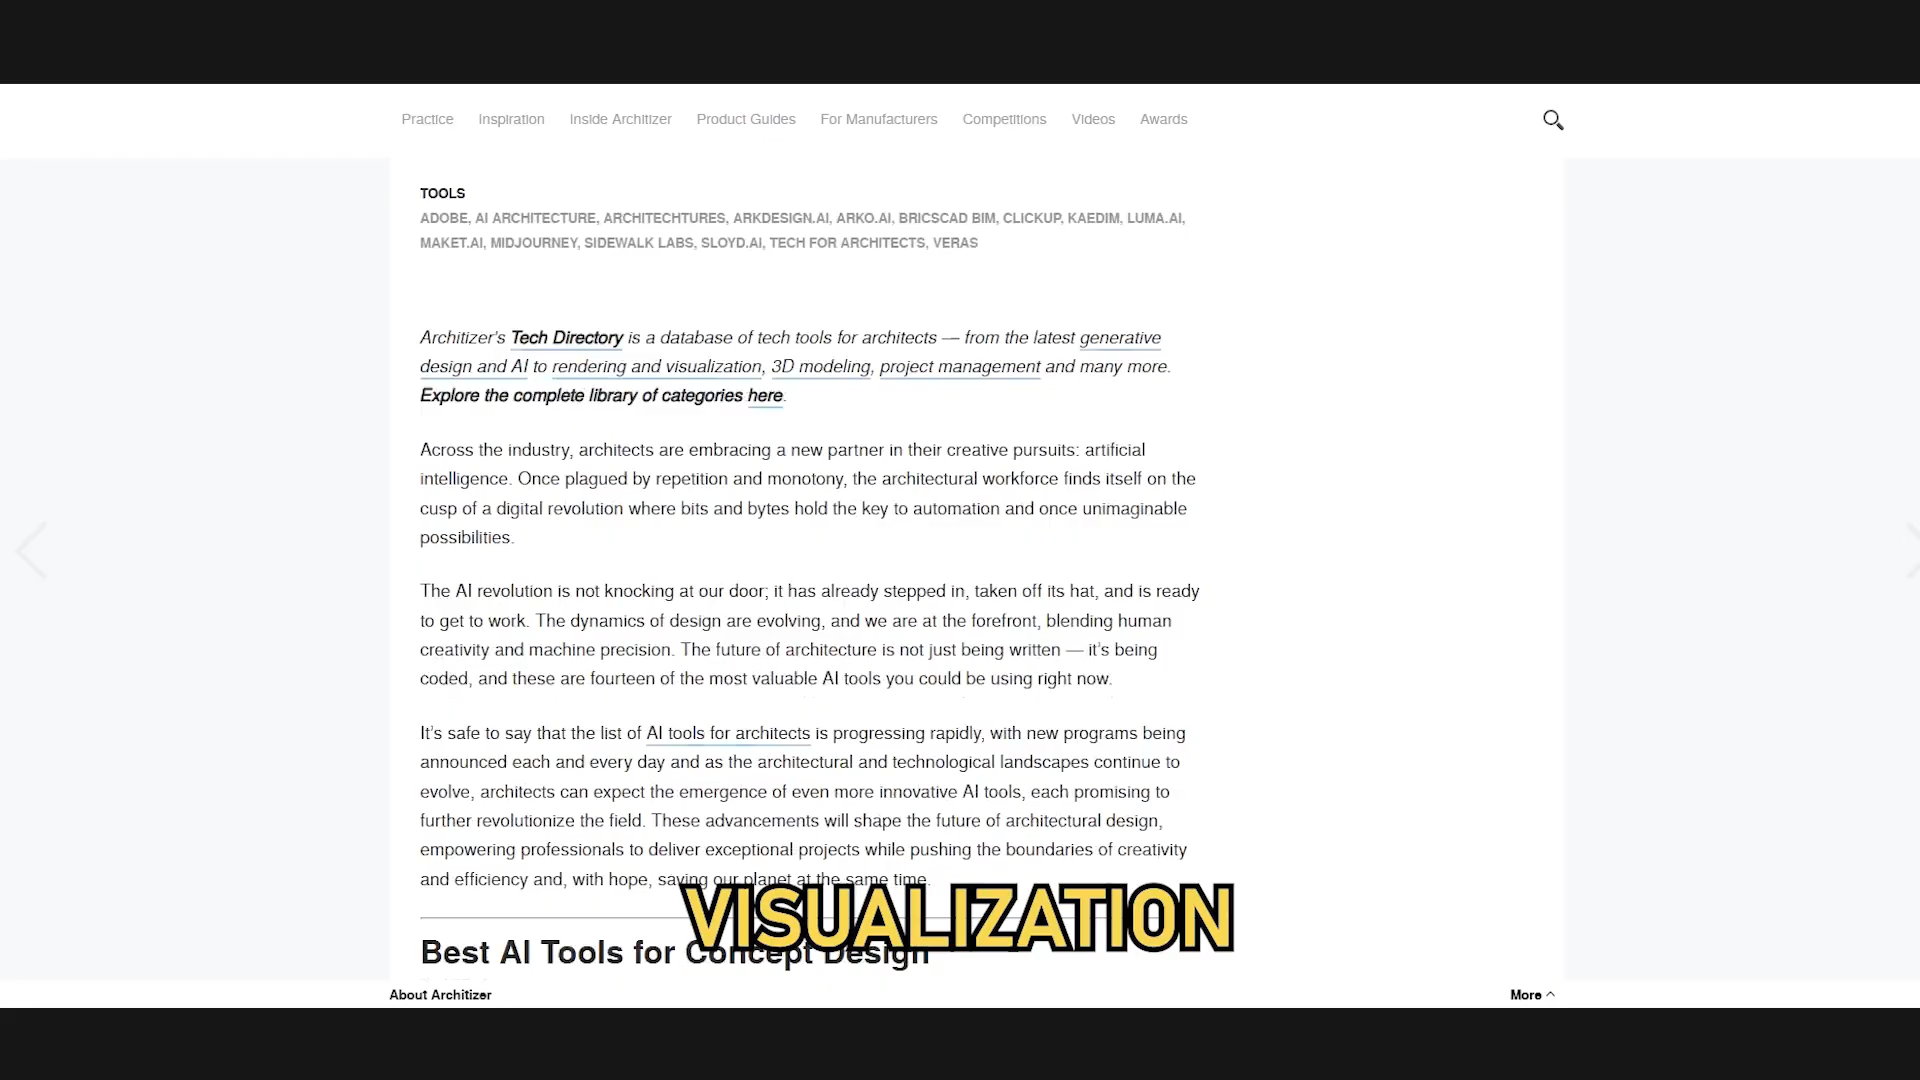 Practice Inspiration Inside Architizer Product Guides For Manufacturers Competitions Videos Awards
TOOLS
ADOBE, AI ARCHITECTURE, ARCHITECHTURES, ARKDESIGN.AI, ARKO.AI, BRICSCAD BIM, CLICKUP, KAEDIM, LUMA.AI,
MAKET.AI, MIDJOURNEY, SIDEWALK LABS, SLOYD.AI, TECH FOR ARCHITECTS, VERAS
Architizer's Tech Directory is a database of tech tools for architects — from the latest generative
design and AI to rendering and visualization, 3D modeling, project management and many more.
Explore the complete library of categories here.
Across the industry, architects are embracing a new partner in their creative pursuits: artificial
intelligence. Once plagued by repetition and monotony, the architectural workforce finds itself on the
cusp of a digital revolution where bits and bytes hold the key to automation and once unimaginable
possibilities.
The AI revolution is not knocking at our door; it has already stepped in, taken off its hat, and is ready
to get to work. The dynamics of design are evolving, and we are at the forefront, blending human
creativity and machine precision. The future of architecture is not just being written — it's being
coded, and these are fourteen of the most valuable AI tools you could be using right now.
It's safe to say that the list of AI tools for architects is progressing rapidly, with new programs being
announced each and every day and as the architectural and technological landscapes continue to
evolve, architects can expect the emergence of even more innovative AI tools, each promising to
further revolutionize the field. These advancements will shape the future of architectural design,
empowering professionals to deliver exceptional projects while pushing the boundaries of creativity
and efficiency and, with hope, saving our planet at the same time.
VISUALIZATION
Best AI Tools for Concept Design
About Architizer More